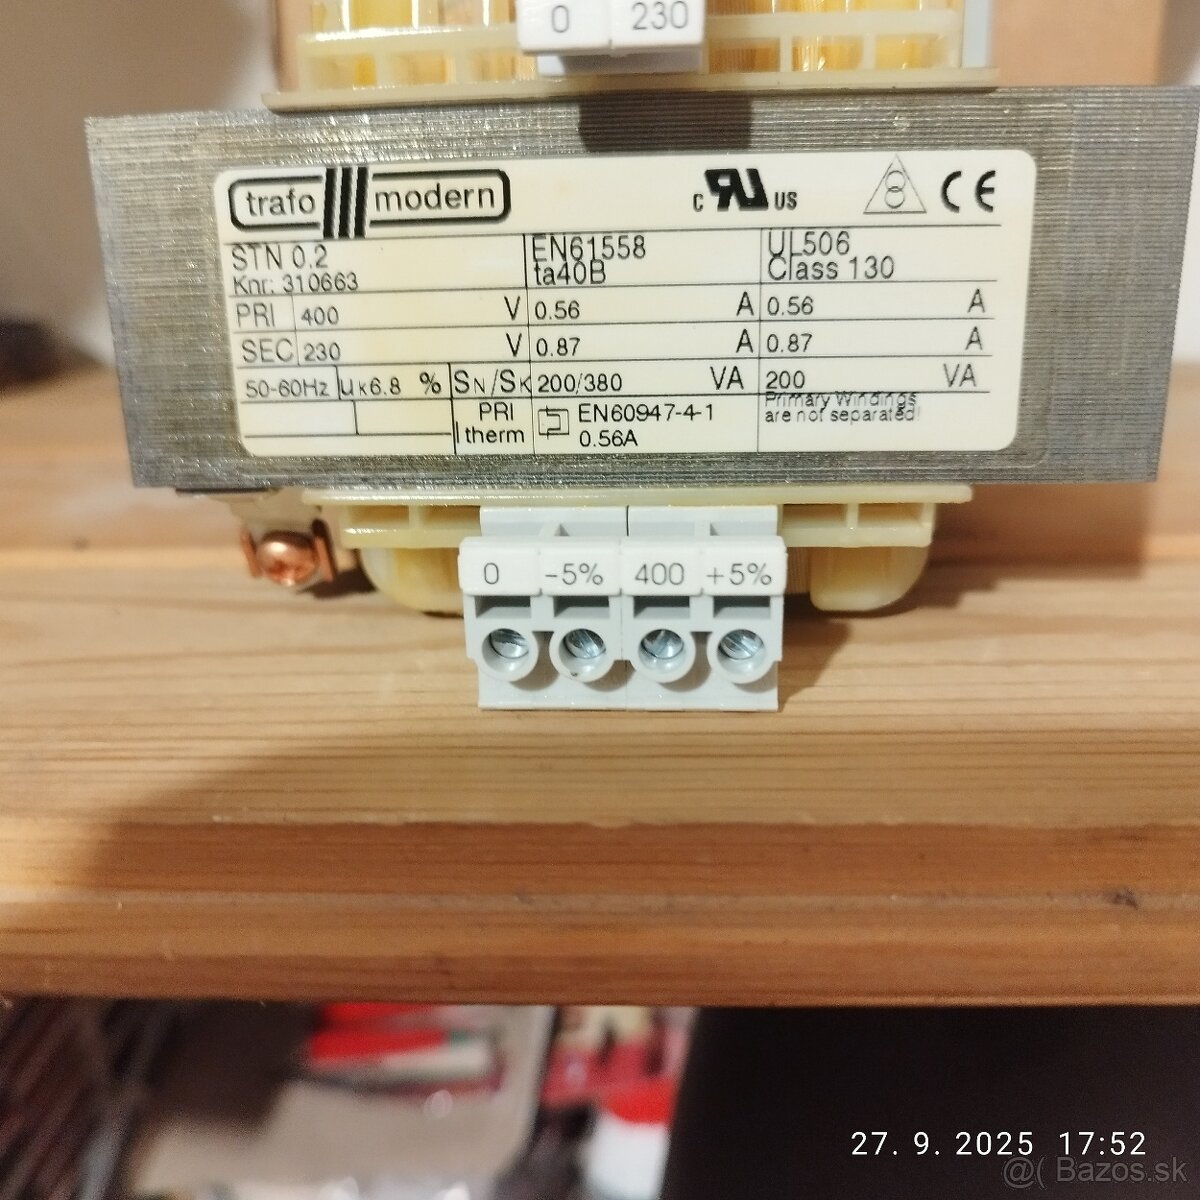 0 230
trafo modern c RU US CE
STN 0.2 EN61558 UL506
Knr: 310663 ta40B Class 130
PRI 400 V 0.56 A 0.56 A
SEC 230 V 0.87 A 0.87 A
50-60Hz uK6.8 % SN/SK 200/380 VA 200 VA
PRI EN60947-4-1 Primary Windings
I therm 0.56A are not separated!
0 -5% 400 +5%
27. 9. 2025 17:52
@( Bazos.sk